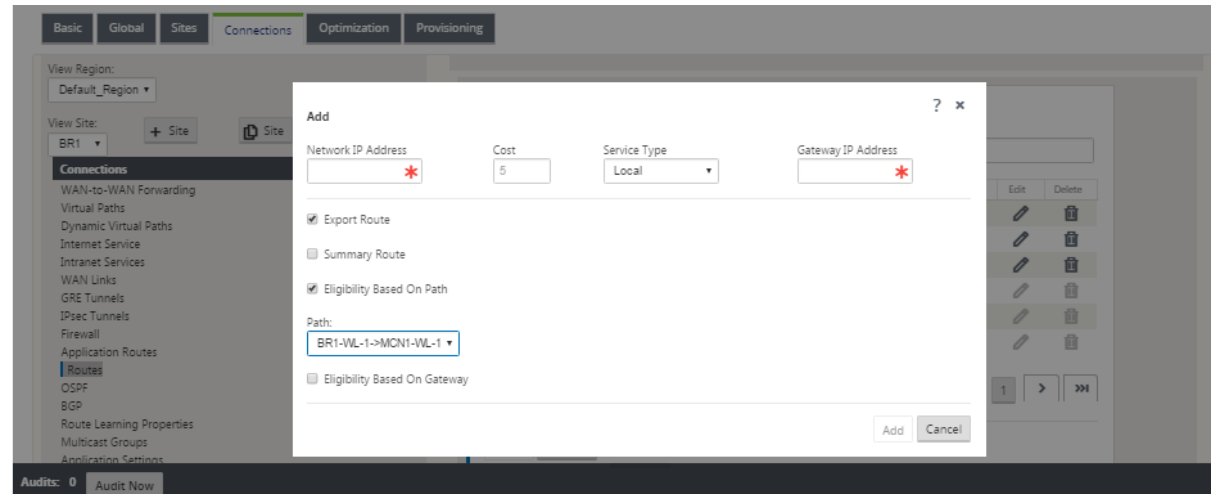 Basic Global Sites Connections Optimization Provisioning
View Region:
Default_Region
View Site:
+ Site Site
BR1
Connections
WAN-to-WAN Forwarding
Virtual Paths
Dynamic Virtual Paths
Internet Service
Intranet Services
WAN Links
GRE Tunnels
IPsec Tunnels
Firewall
Application Routes
Routes
OSPF
BGP
Route Learning Properties
Multicast Groups
Application Settings
Add
? ×
Network IP Address Cost Service Type Gateway IP Address
* 5 Local *
Export Route
Summary Route
Eligibility Based On Path
Path:
BR1-WL-1->MCN1-WL-1
Eligibility Based On Gateway
Add Cancel
Edit Delete
1
Audits: 0 Audit Now